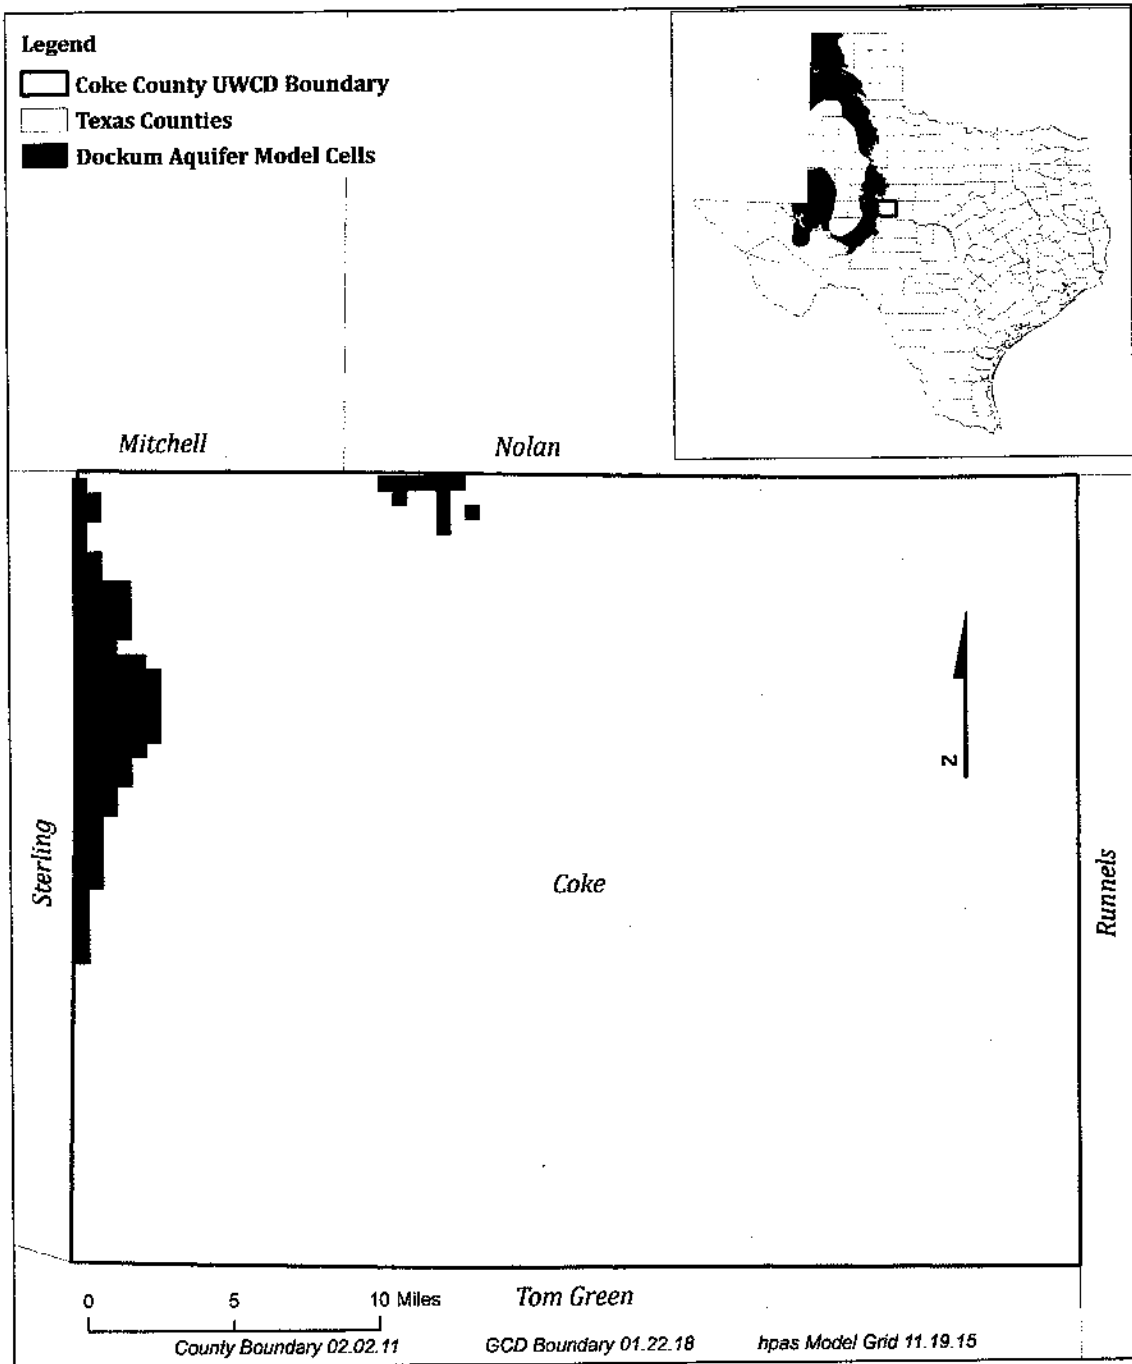 Legend
Coke County UWCD Boundary
Texas Counties
Dockum Aquifer Model Cells
Mitchell
Nolan
N
Sterling
Coke
Runnels
0 5 10 Miles
Tom Green
County Boundary 02.02.11 GCD Boundary 01.22.18 hpas Model Grid 11.19.15